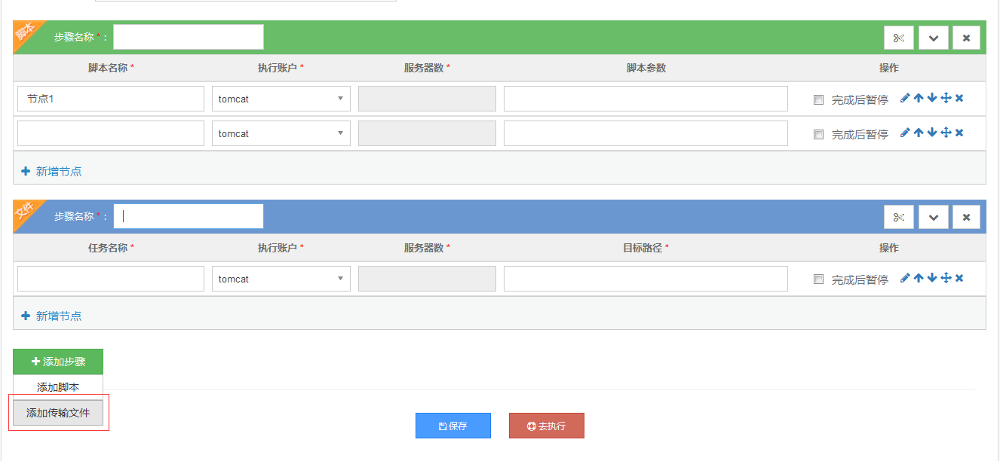 脚本 步骤名称 * :
脚本名称 * 执行账户 * 服务器数 * 脚本参数 操作
节点1 tomcat 完成后暂停
tomcat 完成后暂停
新增节点
文件 步骤名称 * :
任务名称 * 执行账户 * 服务器数 * 目标路径 * 操作
tomcat 完成后暂停
新增节点
添加步骤
添加脚本
添加传输文件
保存 去执行